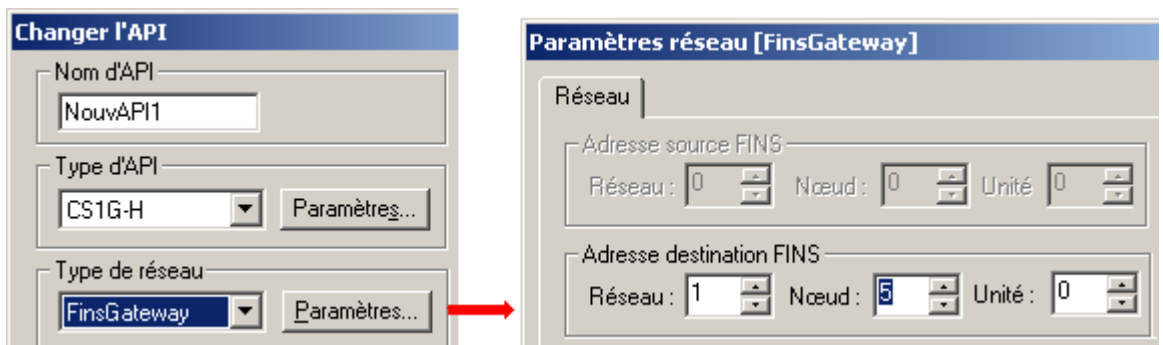 Changer l'API
Nom d'API
NouvAPI1
Type d'API
CS1G-H
Paramètres...
Type de réseau
FinsGateway
Paramètres...
Paramètres réseau [FinsGateway]
Réseau
Adresse source FINS
Réseau : 0 Nœud : 0 Unité 0
Adresse destination FINS
Réseau : 1 Nœud : 5 Unité : 0